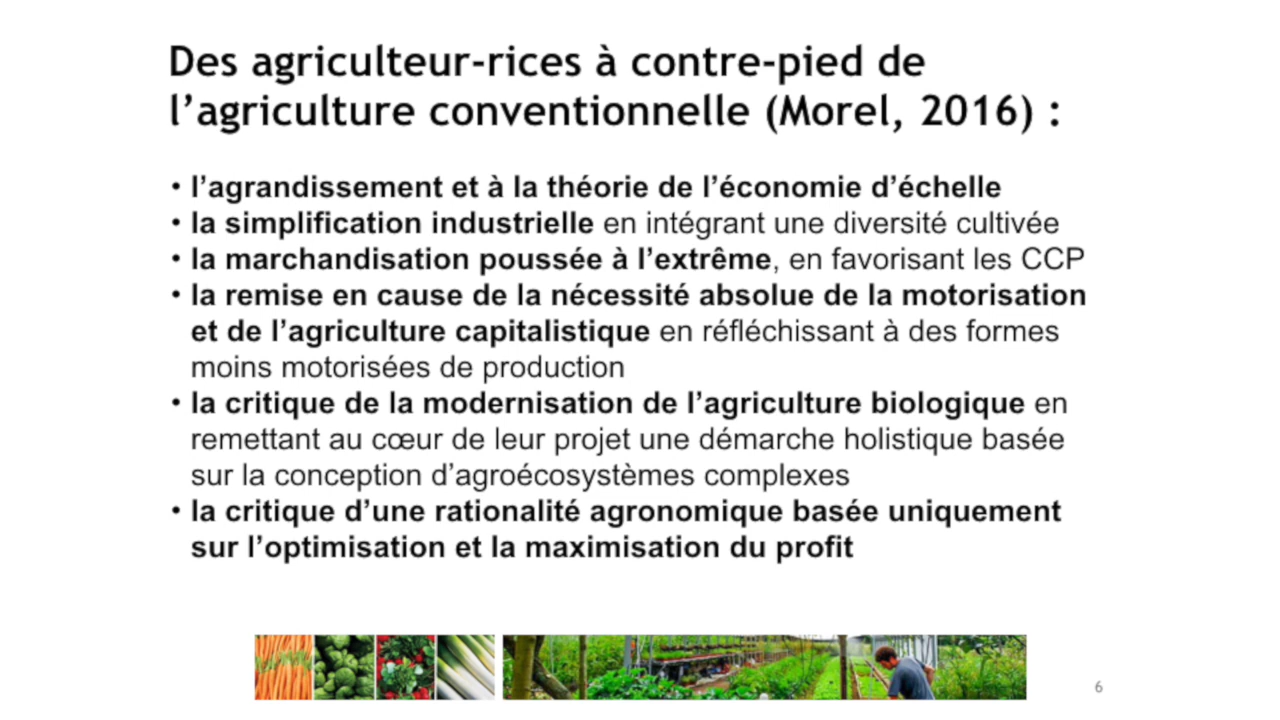 Des agriculteur-rices à contre-pied de
l’agriculture conventionnelle (Morel, 2016) :
• l’agrandissement et à la théorie de l’économie d’échelle
• la simplification industrielle en intégrant une diversité cultivée
• la marchandisation poussée à l’extrême, en favorisant les CCP
• la remise en cause de la nécessité absolue de la motorisation
et de l’agriculture capitalistique en réfléchissant à des formes
moins motorisées de production
• la critique de la modernisation de l’agriculture biologique en
remettant au cœur de leur projet une démarche holistique basée
sur la conception d’agroécosystèmes complexes
• la critique d’une rationalité agronomique basée uniquement
sur l’optimisation et la maximisation du profit
6